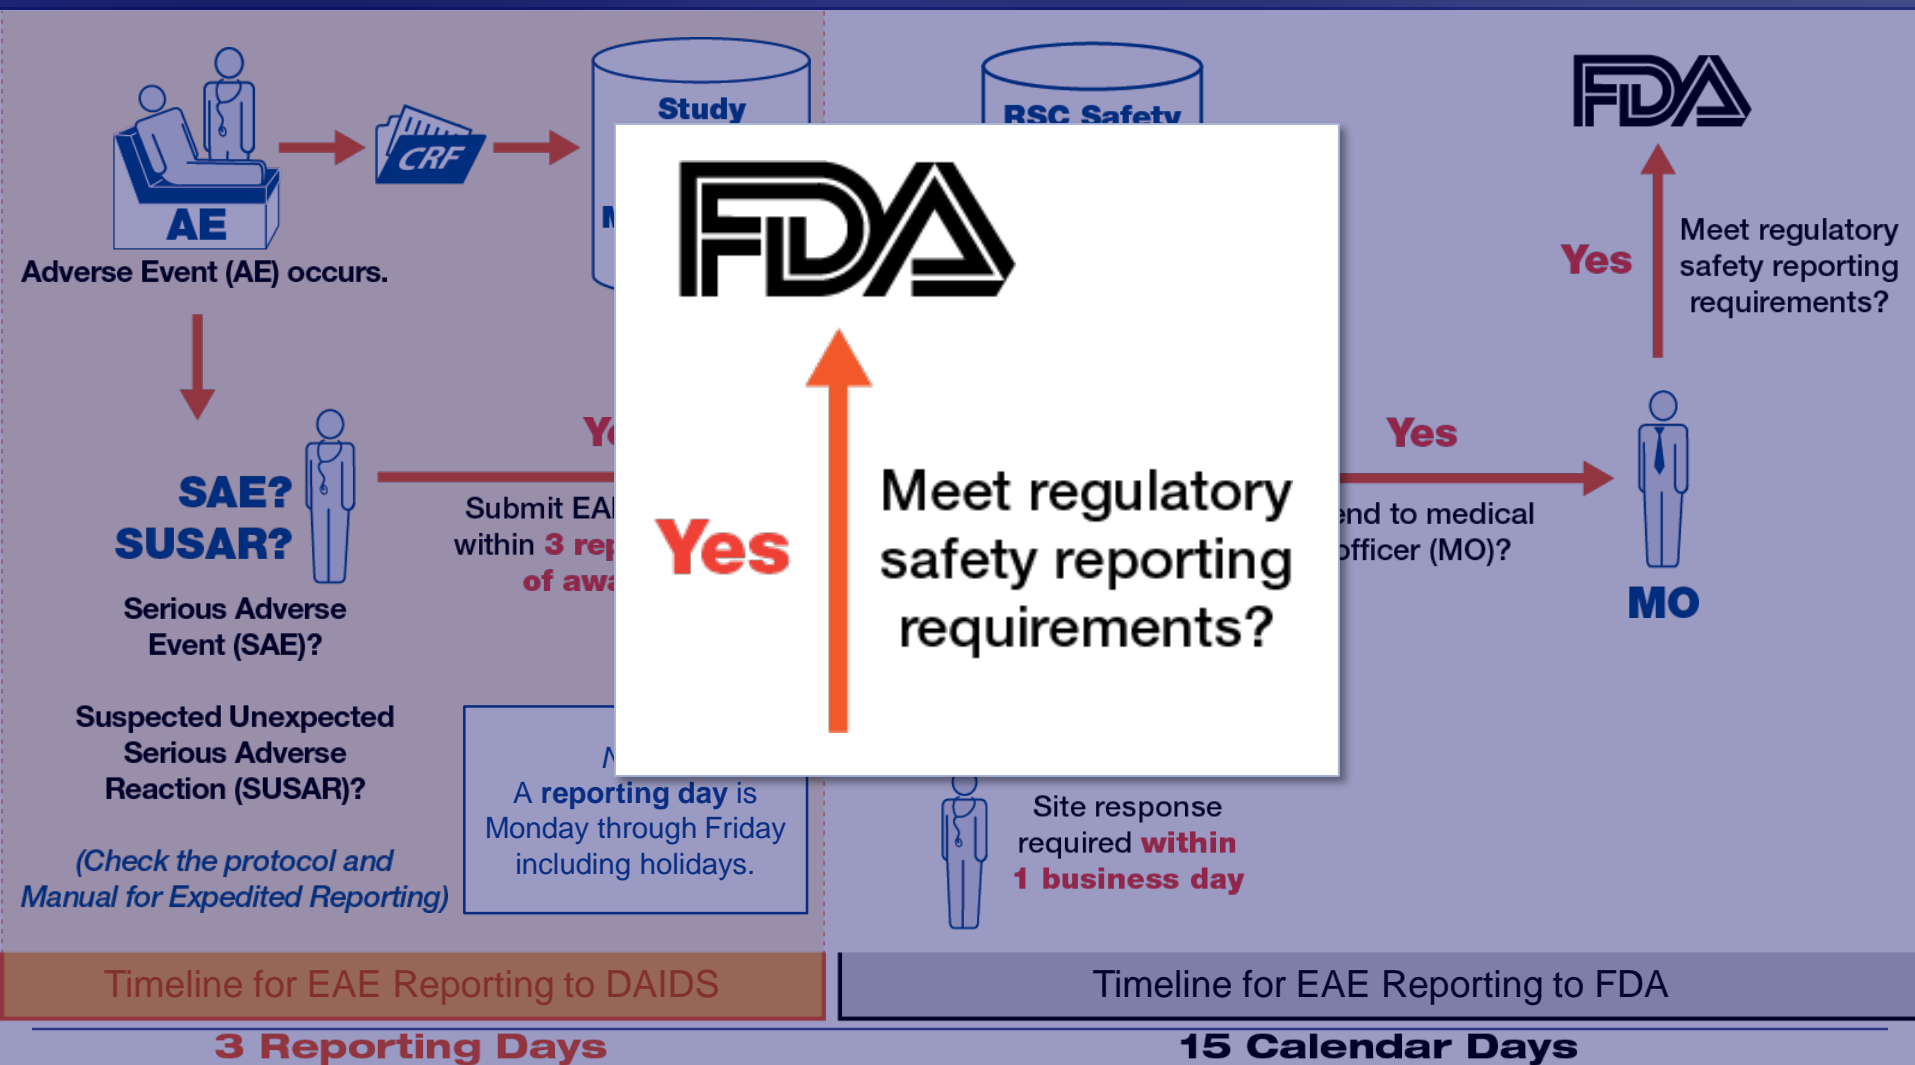 Study
RSC Safety
FDA
CRF
AE
Adverse Event (AE) occurs.
FDA
Yes
Meet regulatory
safety reporting
requirements?
Yes
Meet regulatory
safety reporting
requirements?
SAE?
SUSAR?
Serious Adverse
Event (SAE)?
Suspected Unexpected
Serious Adverse
Reaction (SUSAR)?
(Check the protocol and
Manual for Expedited Reporting)
Submit
within 3
of
A reporting day is
Monday through Friday
including holidays.
Yes
to medical
officer (MO)?
MO
Site response
required within
1 business day
Timeline for EAE Reporting to DAIDS
3 Reporting Days
Timeline for EAE Reporting to FDA
15 Calendar Days